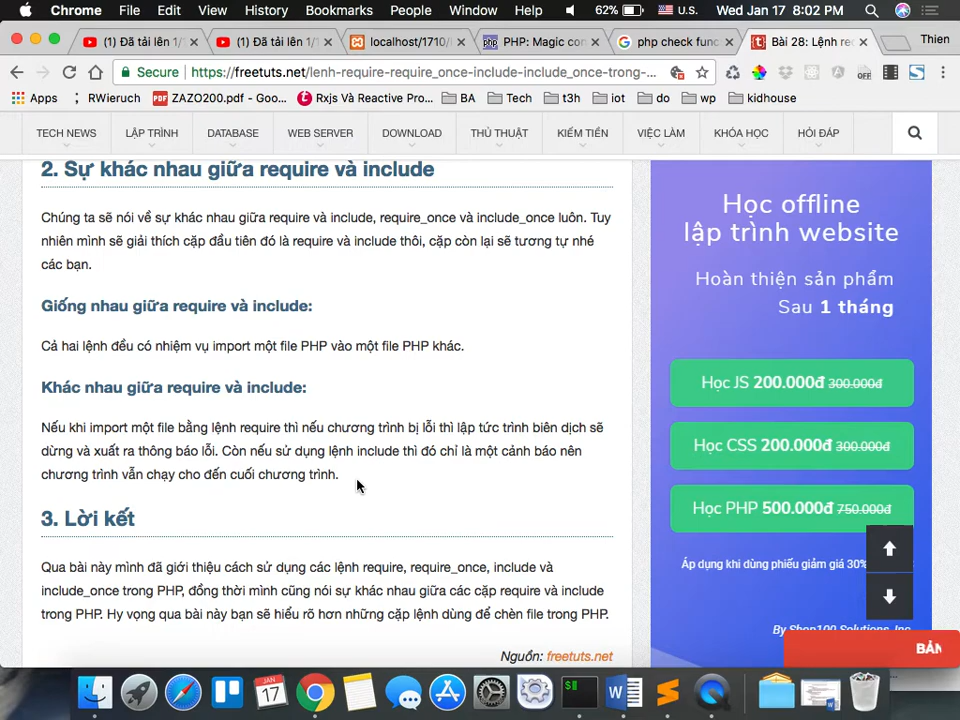 Chrome File Edit View History Bookmarks People Window Help 62% U.S. Wed Jan 17 8:02 PM
(1) Đã tải lên 1/ (1) Đã tải lên 1/ localhost/1710/ PHP: Magic con php check func Bài 28: Lệnh re Thien
Secure https://freetuts.net/lenh-require-require_once-include-include_once-trong-... OFF
Apps RWieruch ZAZO200.pdf - Goo... Rxjs Và Reactive Pro... BA Tech t3h iot do wp kidhouse
TECH NEWS LẬP TRÌNH DATABASE WEB SERVER DOWNLOAD THỦ THUẬT KIẾM TIỀN VIỆC LÀM KHÓA HỌC HỎI ĐÁP
2. Sự khác nhau giữa require và include
Chúng ta sẽ nói về sự khác nhau giữa require và include, require_once và include_once luôn. Tuy
nhiên mình sẽ giải thích cặp đầu tiên đó là require và include thôi, cặp còn lại sẽ tương tự nhé
các bạn.
Giống nhau giữa require và include:
Cả hai lệnh đều có nhiệm vụ import một file PHP vào một file PHP khác.
Khác nhau giữa require và include:
Nếu khi import một file bằng lệnh require thì nếu chương trình bị lỗi thì lập tức trình biên dịch sẽ
dừng và xuất ra thông báo lỗi. Còn nếu sử dụng lệnh include thì đó chỉ là một cảnh báo nên
chương trình vẫn chạy cho đến cuối chương trình.
3. Lời kết
Qua bài này mình đã giới thiệu cách sử dụng các lệnh require, require_once, include và
include_once trong PHP, đồng thời mình cũng nói sự khác nhau giữa các cặp require và include
trong PHP. Hy vọng qua bài này bạn sẽ hiểu rõ hơn những cặp lệnh dùng để chèn file trong PHP.
Nguồn: freetuts.net
Học offline
lập trình website
Hoàn thiện sản phẩm
Sau 1 tháng
Học JS 200.000đ 300.000đ
Học CSS 200.000đ 300.000đ
Học PHP 500.000đ 750.000đ
Áp dụng khi dùng phiếu giảm giá 30%
By Shop100 Solutions, Inc
BẢN
JAN
17